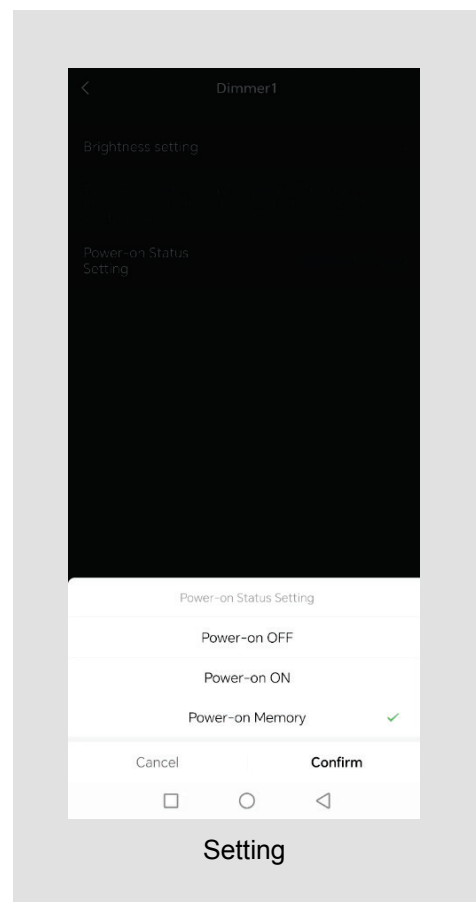 Dimmer1
Brightness setting
Power-on Status
Setting
Power-on Status Setting
Power-on OFF
Power-on ON
Power-on Memory
Cancel
Confirm
Setting